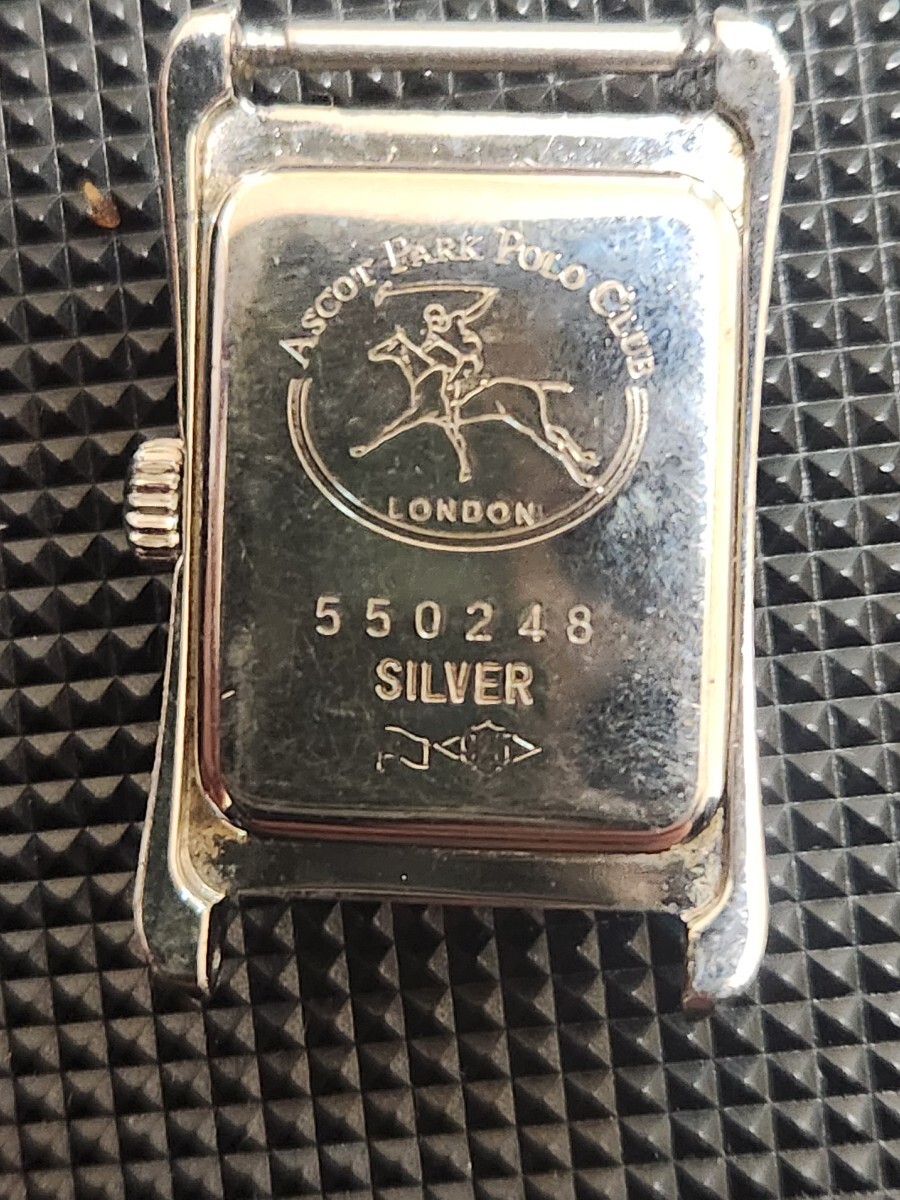 ASCOT PARK POLO CLUB
LONDON
550248
SILVER